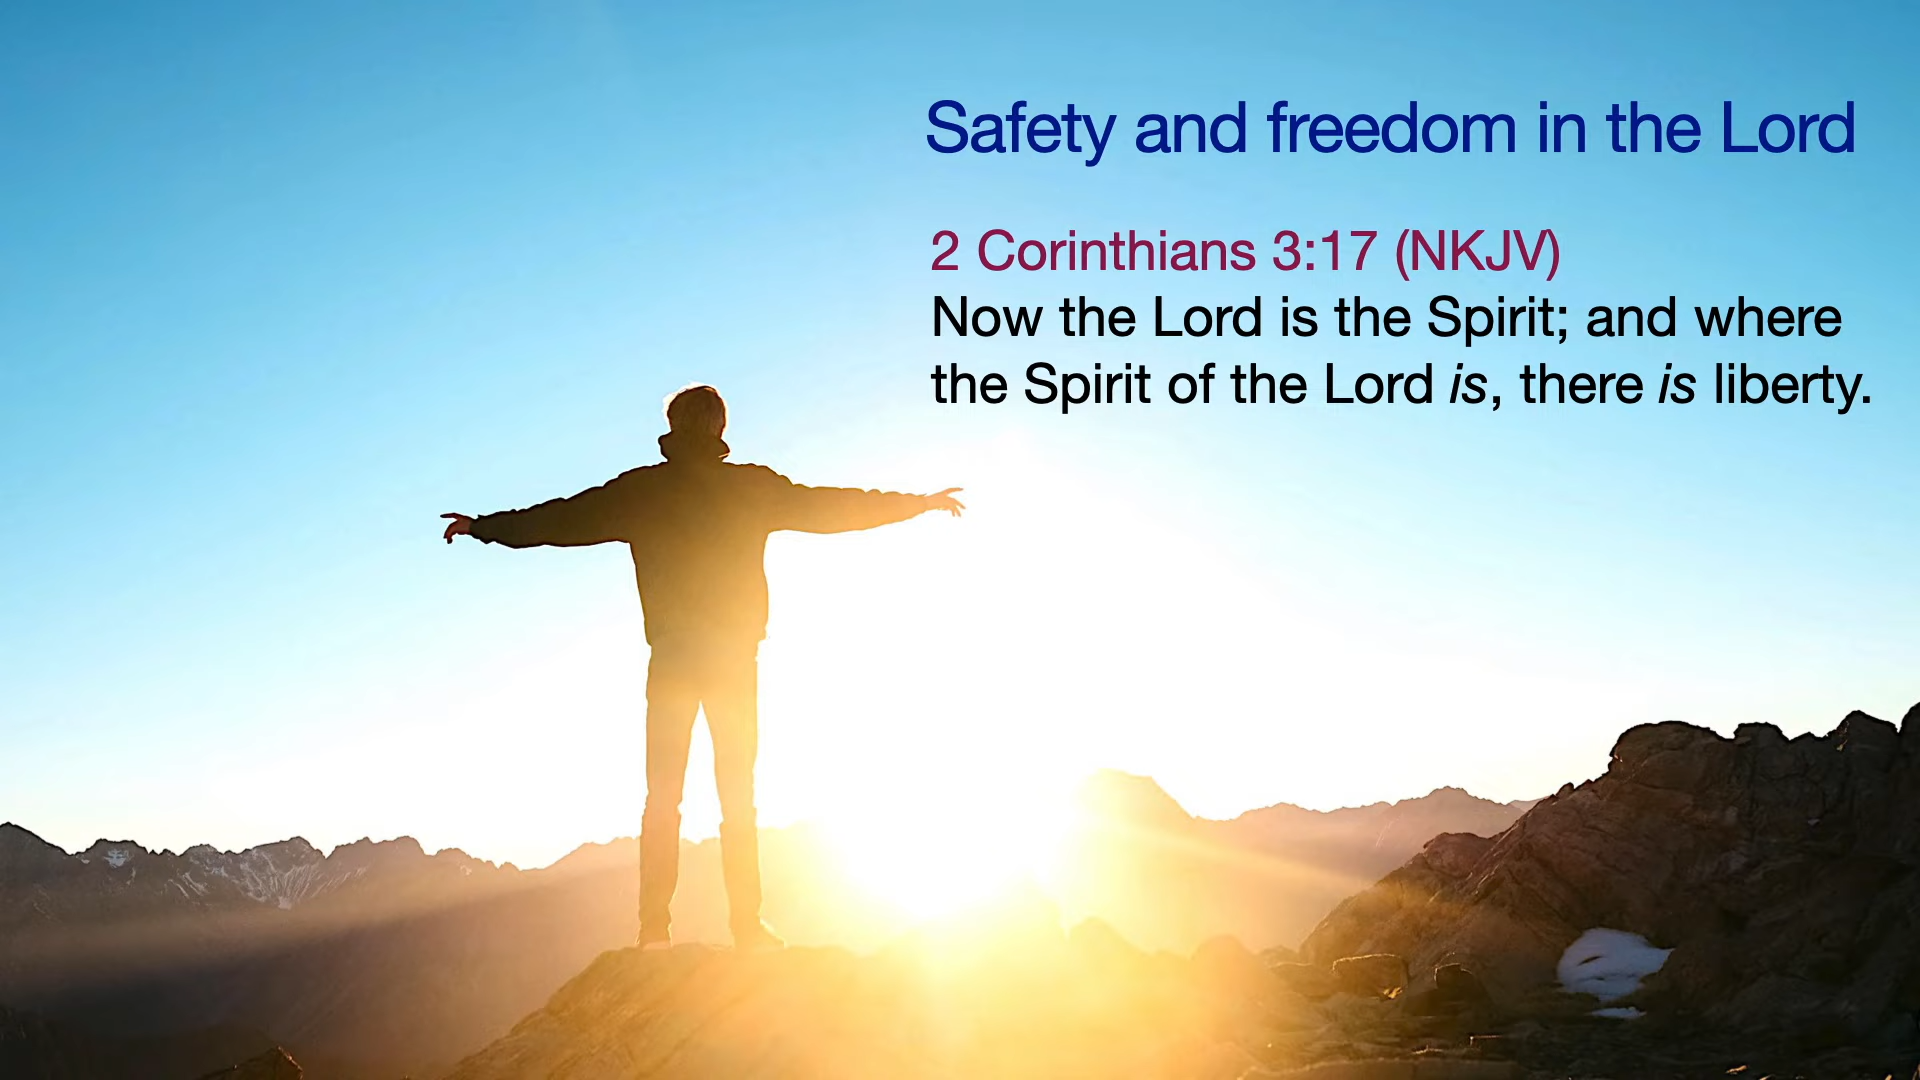 Safety and freedom in the Lord
2 Corinthians 3:17 (NKJV)
Now the Lord is the Spirit; and where
the Spirit of the Lord is, there is liberty.